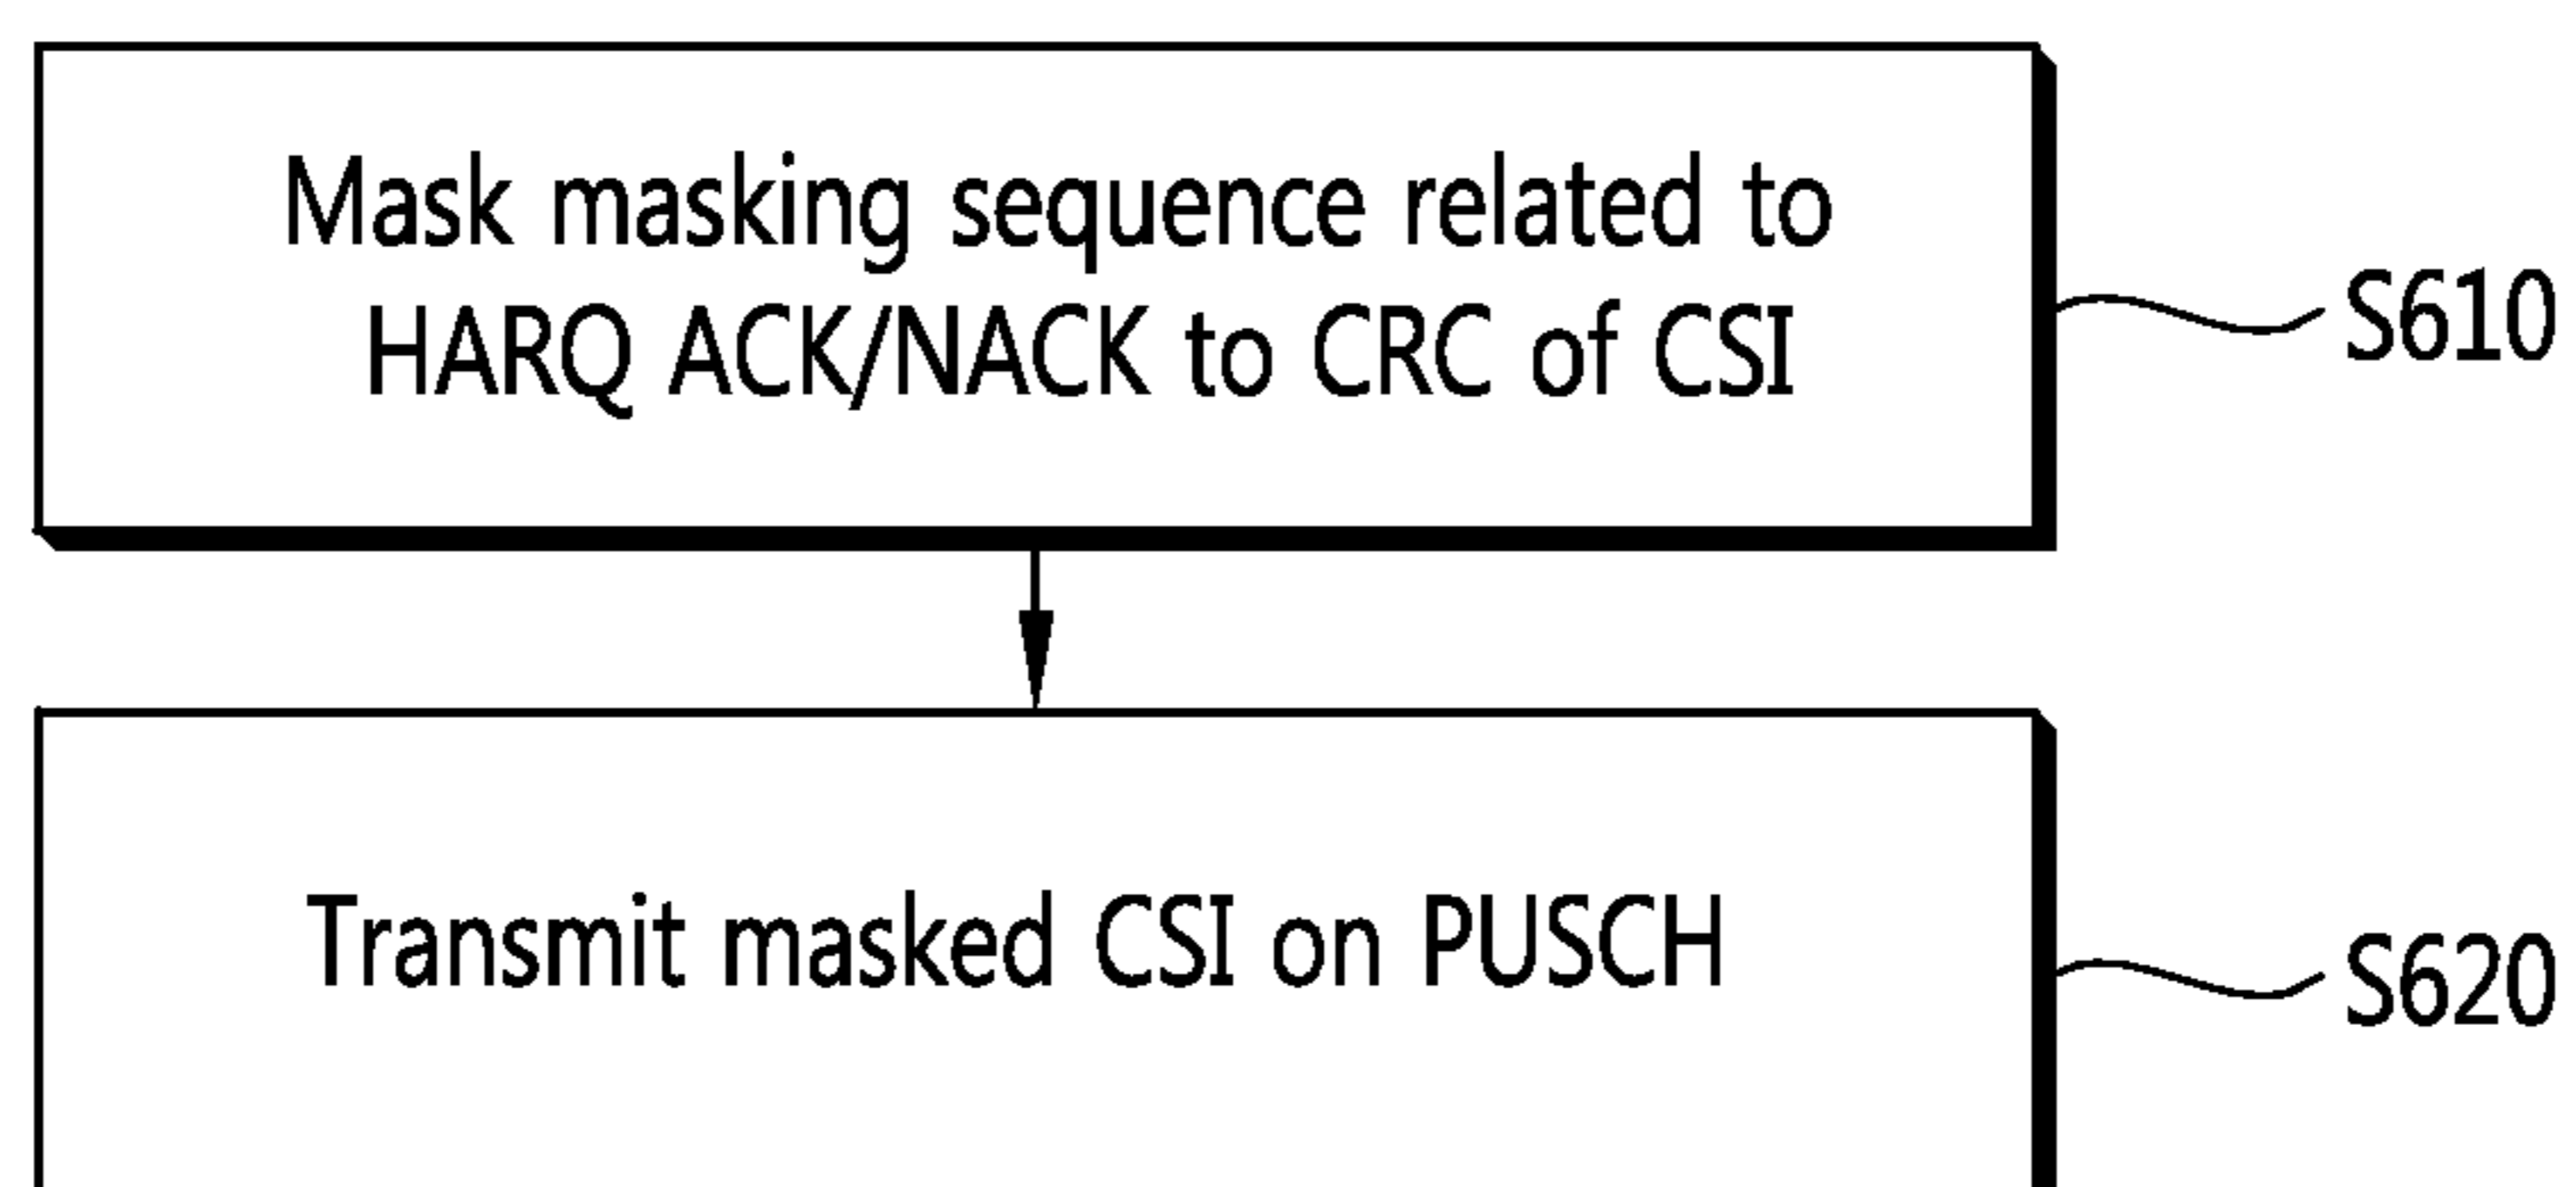 Mask masking sequence related to
HARQ ACK/NACK to CRC of CSI
S610
Transmit masked CSI on PUSCH
S620